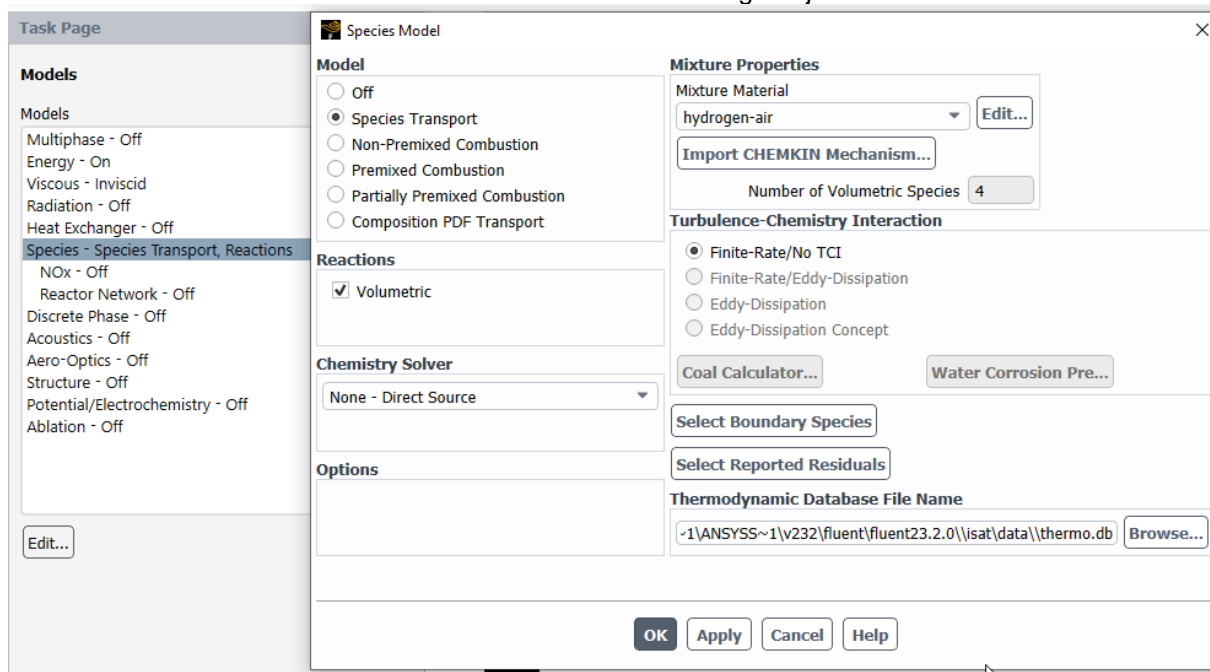 Task Page
Models
Models
Multiphase - Off
Energy - On
Viscous - Inviscid
Radiation - Off
Heat Exchanger - Off
Species - Species Transport, Reactions
NOx - Off
Reactor Network - Off
Discrete Phase - Off
Acoustics - Off
Aero-Optics - Off
Structure - Off
Potential/Electrochemistry - Off
Ablation - Off
Edit...
Species Model
Model
Off
Species Transport
Non-Premixed Combustion
Premixed Combustion
Partially Premixed Combustion
Composition PDF Transport
Reactions
Volumetric
Chemistry Solver
None - Direct Source
Options
Mixture Properties
Mixture Material
hydrogen-air
Edit...
Import CHEMKIN Mechanism...
Number of Volumetric Species 4
Turbulence-Chemistry Interaction
Finite-Rate/No TCI
Finite-Rate/Eddy-Dissipation
Eddy-Dissipation
Eddy-Dissipation Concept
Coal Calculator...
Water Corrosion Pre...
Select Boundary Species
Select Reported Residuals
Thermodynamic Database File Name
~1\ANSYSS~1\v232\fluent\fluent23.2.0\\isat\data\\thermo.db
Browse...
OK
Apply
Cancel
Help